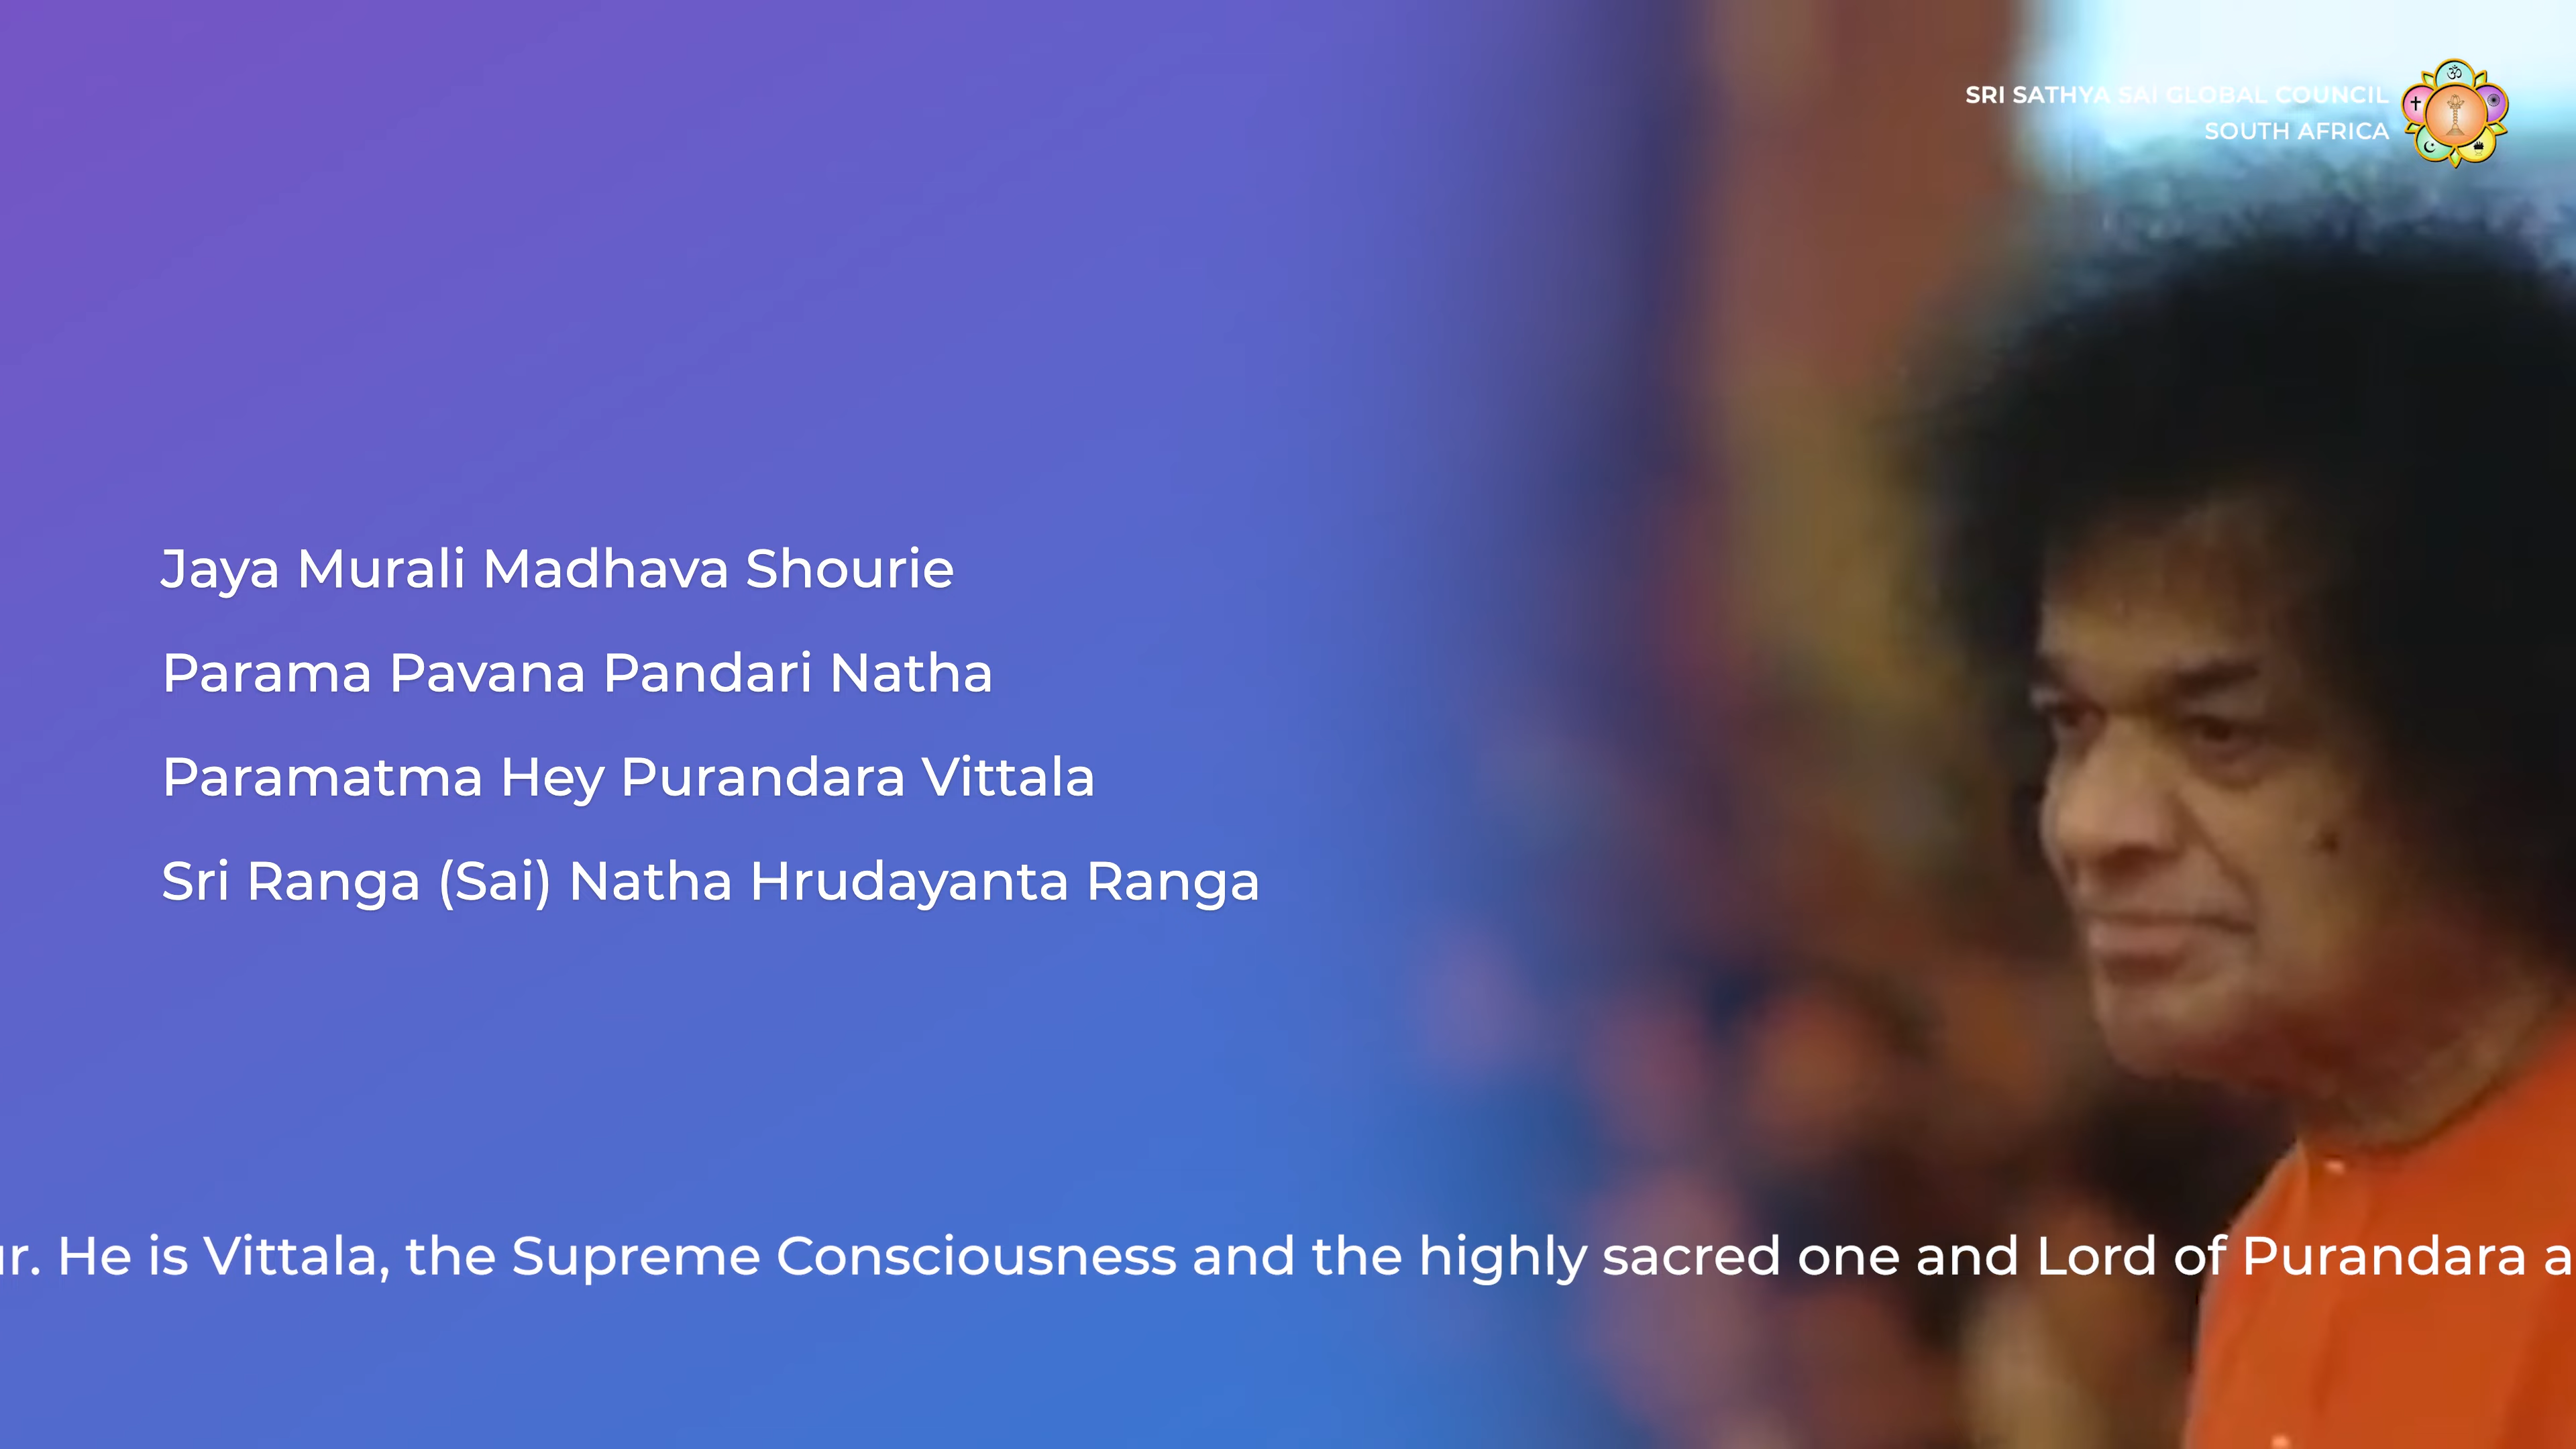 SRI SATHYA SAI GLOBAL COUNCIL
SOUTH AFRICA
Jaya Murali Madhava Shourie
Parama Pavana Pandari Natha
Paramatma Hey Purandara Vittala
Sri Ranga (Sai) Natha Hrudayanta Ranga
ur. He is Vittala, the Supreme Consciousness and the highly sacred one and Lord of Purandara a